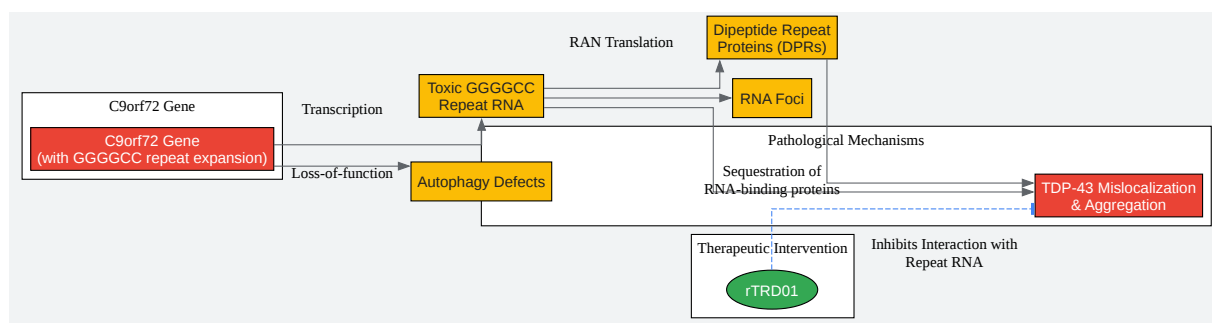 C9orf72 Gene
C9orf72 Gene
(with GGGGCC repeat expansion)
Transcription
Loss-of-function
Toxic GGGGCC
Repeat RNA
Autophagy Defects
RAN Translation
Dipeptide Repeat
Proteins (DPRs)
RNA Foci
Pathological Mechanisms
Sequestration of
RNA-binding proteins
TDP-43 Mislocalization
& Aggregation
Therapeutic Intervention
rTRD01
Inhibits Interaction with
Repeat RNA